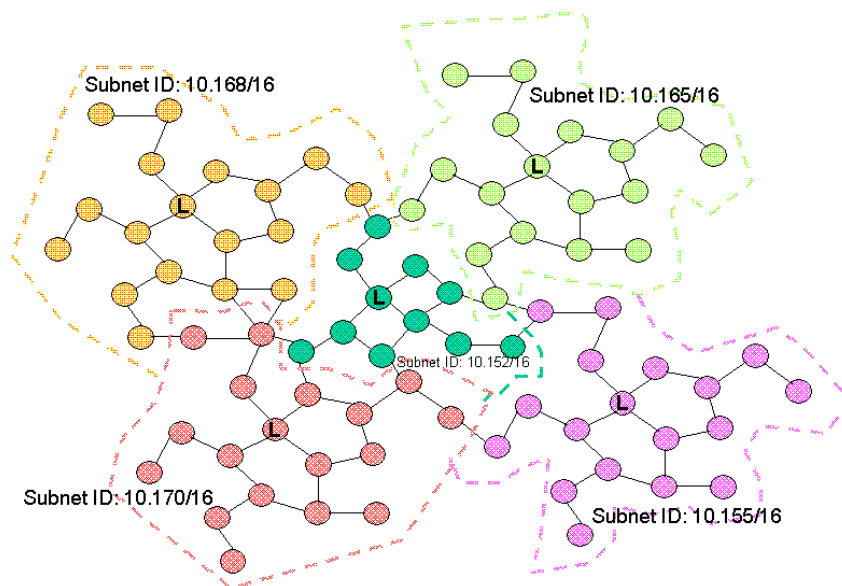 Subnet ID: 10.168/16
Subnet ID: 10.165/16
L
L
L
Subnet ID: 10.152/16
L
L
Subnet ID: 10.170/16
Subnet ID: 10.155/16